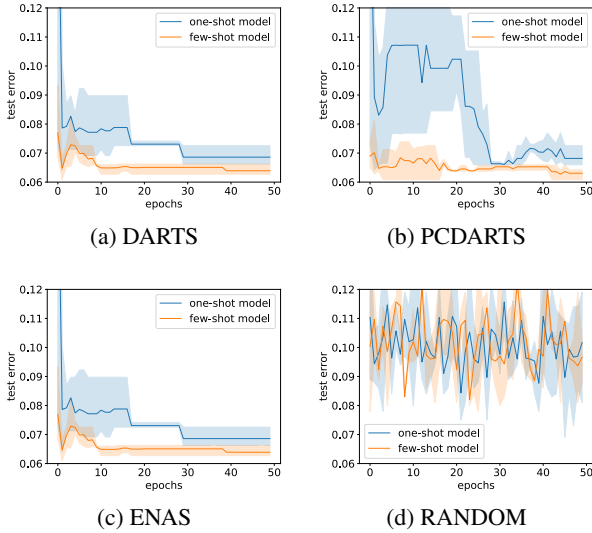 0.12
0.11
0.10
0.09
0.08
0.07
0.06
test error
one-shot model
few-shot model
0 10 20 30 40 50
epochs
(a) DARTS
0.12
0.11
0.10
0.09
0.08
0.07
0.06
test error
one-shot model
few-shot model
0 10 20 30 40 50
epochs
(b) PCDARTS
0.12
0.11
0.10
0.09
0.08
0.07
0.06
test error
one-shot model
few-shot model
0 10 20 30 40 50
epochs
(c) ENAS
0.12
0.11
0.10
0.09
0.08
0.07
0.06
test error
one-shot model
few-shot model
0 10 20 30 40 50
epochs
(d) RANDOM